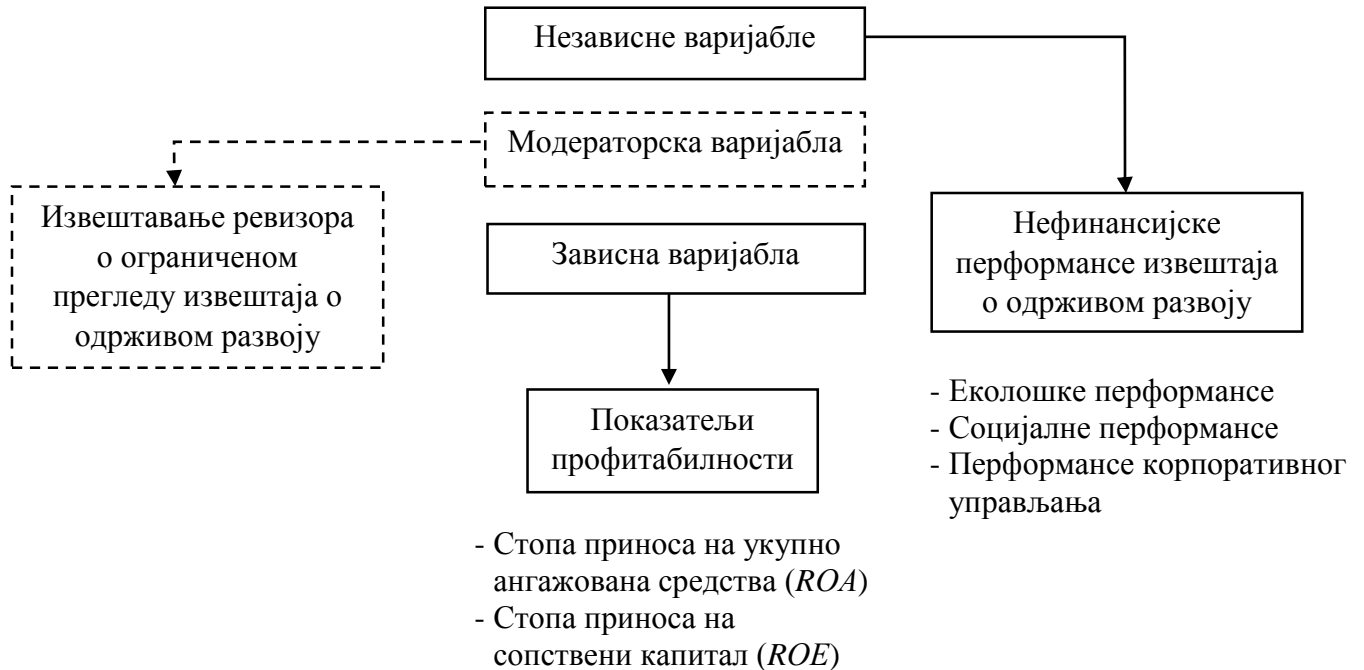 Независне варијабле
Модераторска варијабла
Извештавање ревизора
о ограниченом
прегледу извештаја о
одрживом развоју
Зависна варијабла
Нефинансијске
перформансе извештаја
о одрживом развоју
Показатељи
профитабилности
- Еколошке перформансе
- Социјалне перформансе
- Перформансе корпоративног
управљања
- Стопа приноса на укупно
ангажована средства (ROA)
- Стопа приноса на
сопствени капитал (ROE)